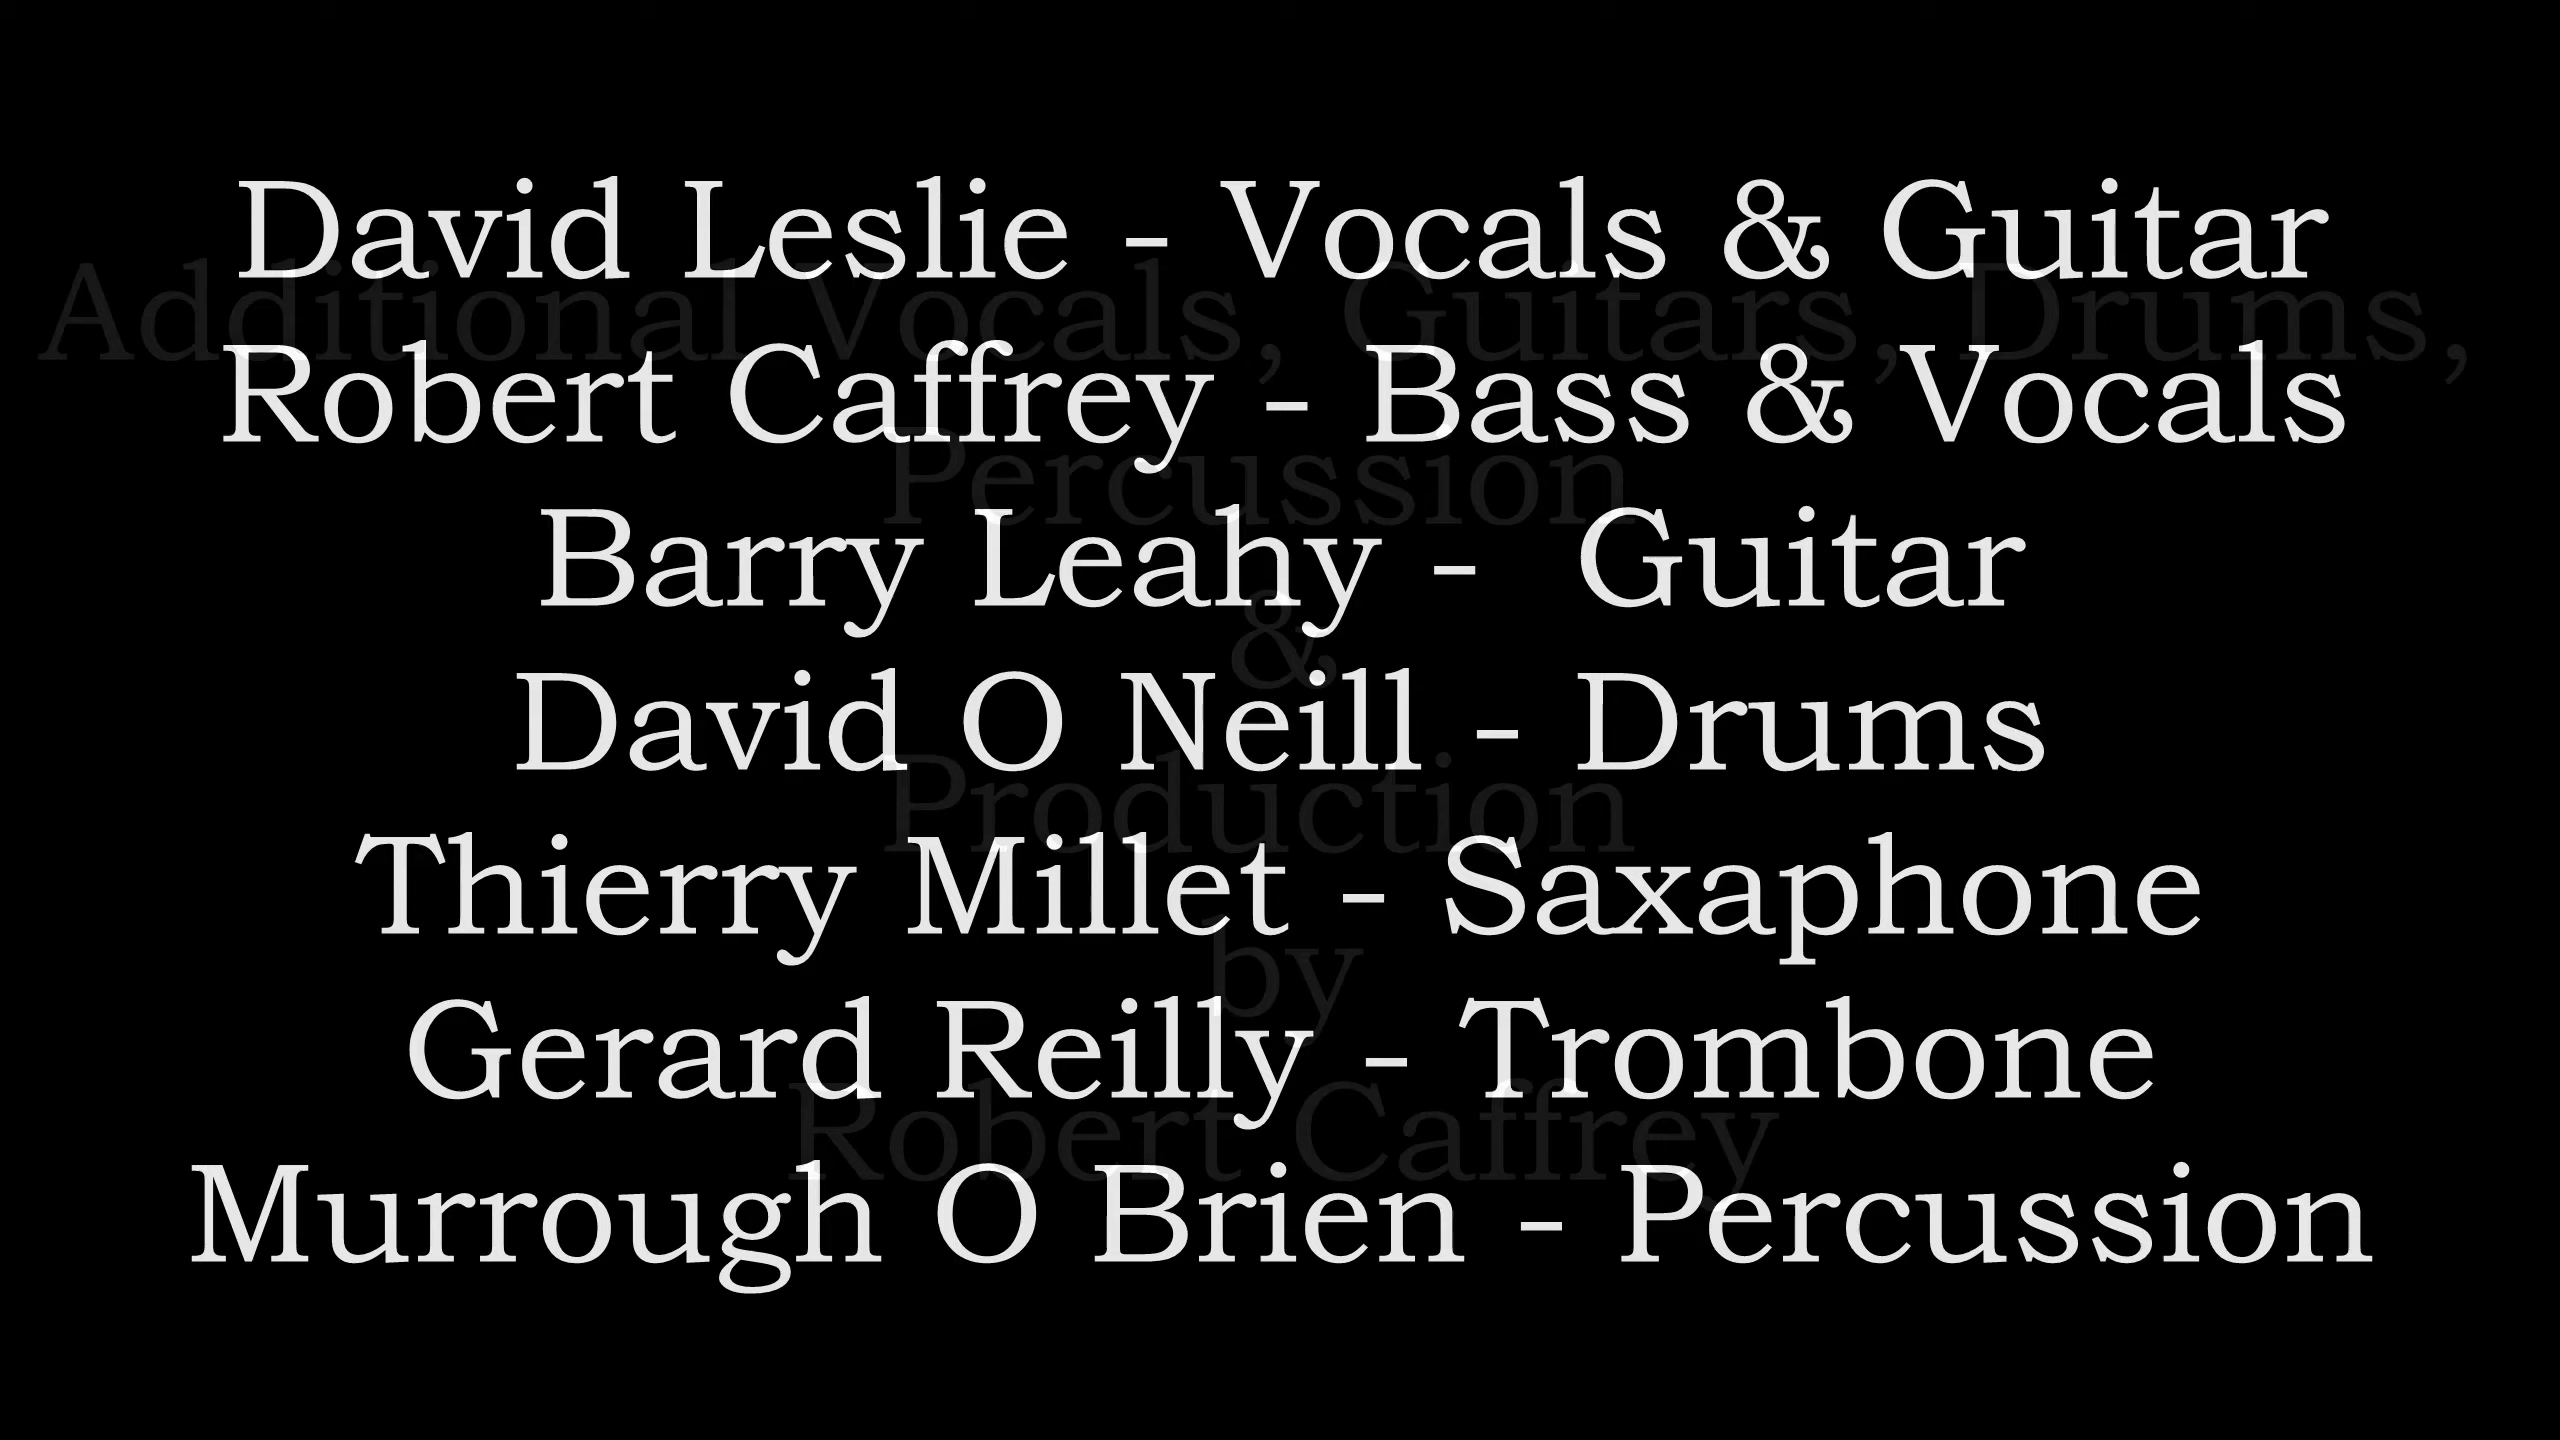 David Leslie - Vocals & Guitar
Robert Caffrey - Bass & Vocals
Barry Leahy -  Guitar
David O Neill - Drums
Thierry Millet - Saxaphone
Gerard Reilly - Trombone
Murrough O Brien - Percussion
Additional Vocals, Guitars, Drums,
Percussion
&
Production
by
Robert Caffrey